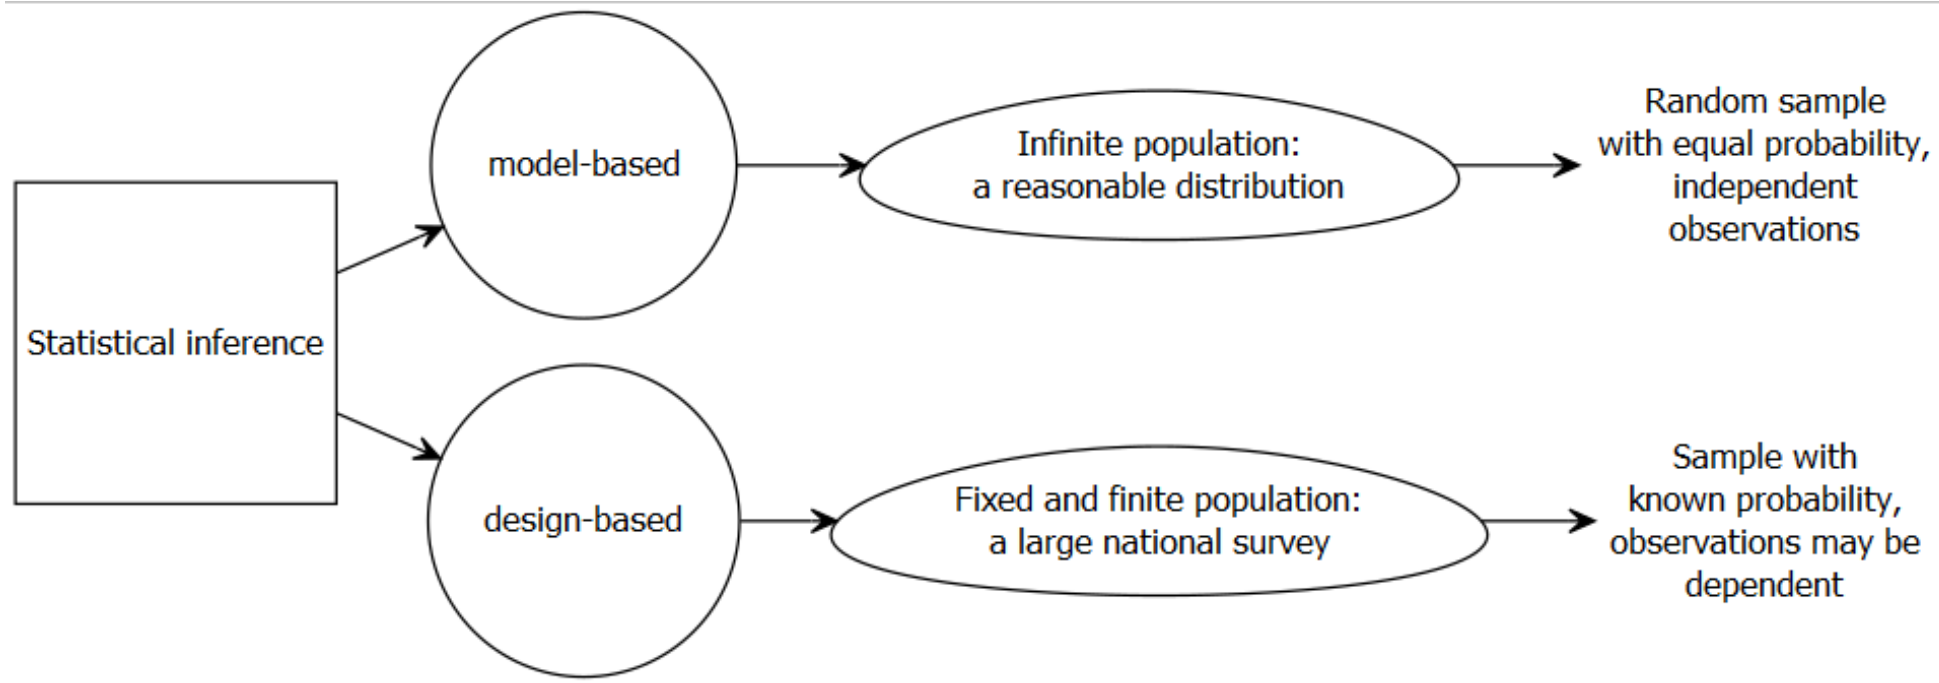 Statistical inference
model-based
Infinite population:
a reasonable distribution
Random sample
with equal probability,
independent
observations
design-based
Fixed and finite population:
a large national survey
Sample with
known probability,
observations may be
dependent